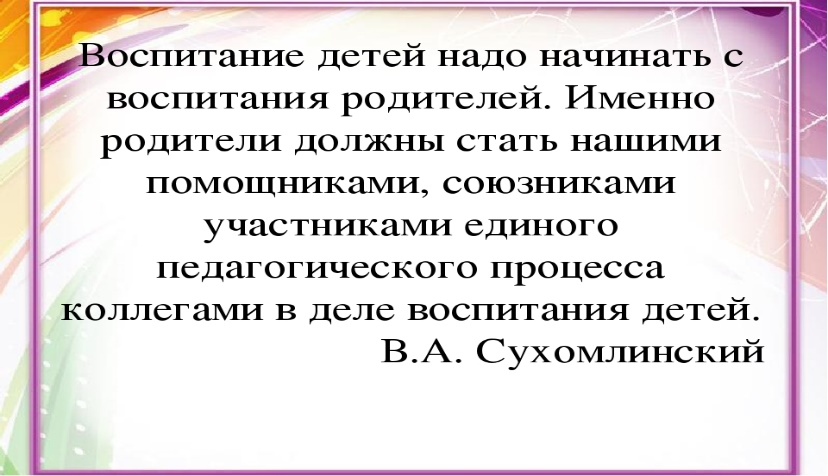 Воспитание детей надо начинать с
воспитания родителей. Именно
родители должны стать нашими
помощниками, союзниками
участниками единого
педагогического процесса
коллегами в деле воспитания детей.
В.А. Сухомлинский